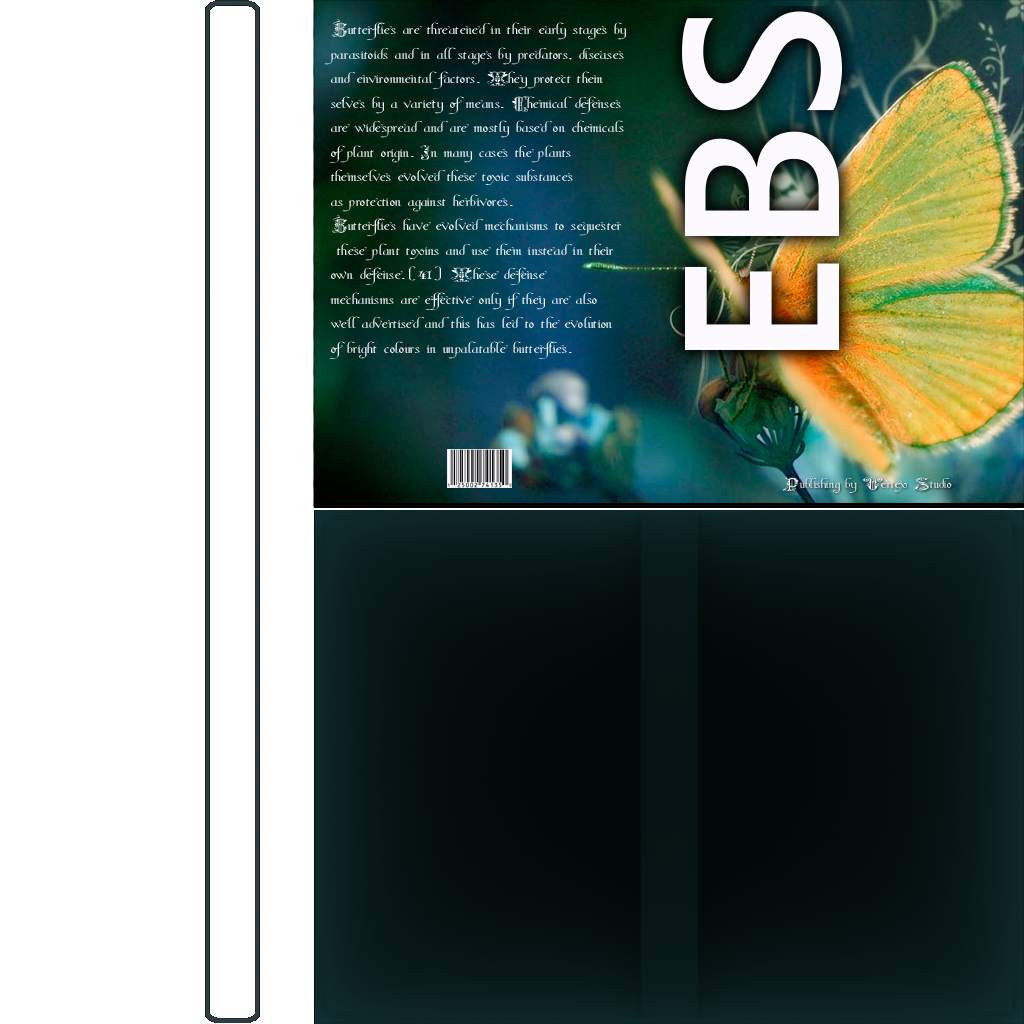 Butterflies are threatened in their early stages by
parasitoids and in all stages by predators, diseases
and environmental factors. They protect them
selves by a variety of means. Chemical defenses
are widespread and are mostly based on chemicals
of plant origin. In many cases the plants
themselves evolved these toxic substances
as protection against herbivores.
Butterflies have evolved mechanisms to sequester
these plant toxins and use them instead in their
own defense.[41] These defense
mechanisms are effective only if they are also
well advertised and this has led to the evolution
of bright colours in unpalatable butterflies.
EBS
Publishing by Vertexo Studio